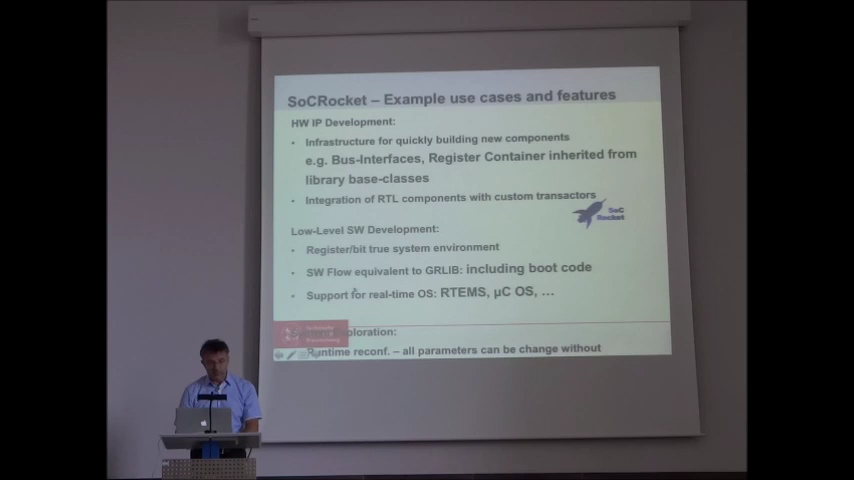 SoCRocket – Example use cases and features
HW IP Development:
• Infrastructure for quickly building new components
e.g. Bus-Interfaces, Register Container inherited from
library base-classes
• Integration of RTL components with custom transactors
SoC
Rocket
Low-Level SW Development:
• Register/bit true system environment
• SW Flow equivalent to GRLIB: including boot code
• Support for real-time OS: RTEMS, µC OS, ...
ploration:
• Runtime reconf. – all parameters can be change without